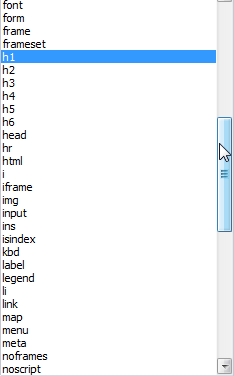 font
form
frame
frameset
h1
h2
h3
h4
h5
h6
head
hr
html
i
iframe
img
input
ins
isindex
kbd
label
legend
li
link
map
menu
meta
noframes
noscript